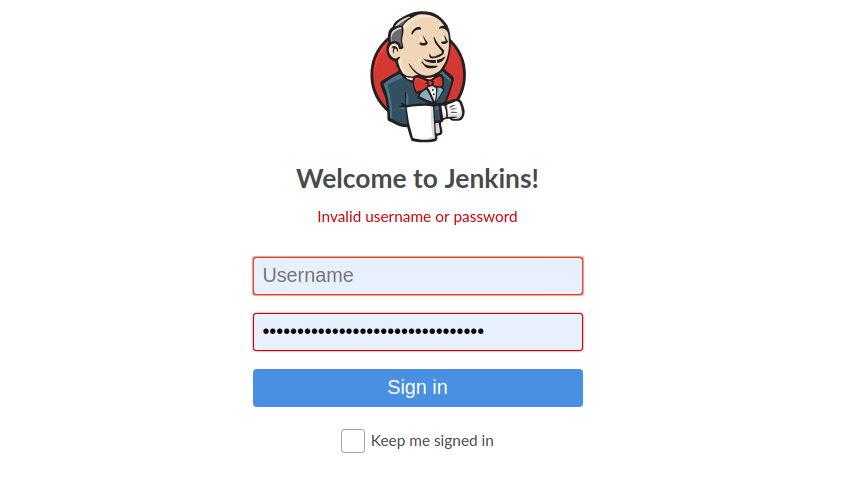 Welcome to Jenkins!
Invalid username or password
Username
••••••••••••••••••••••••••••••••
Sign in
Keep me signed in